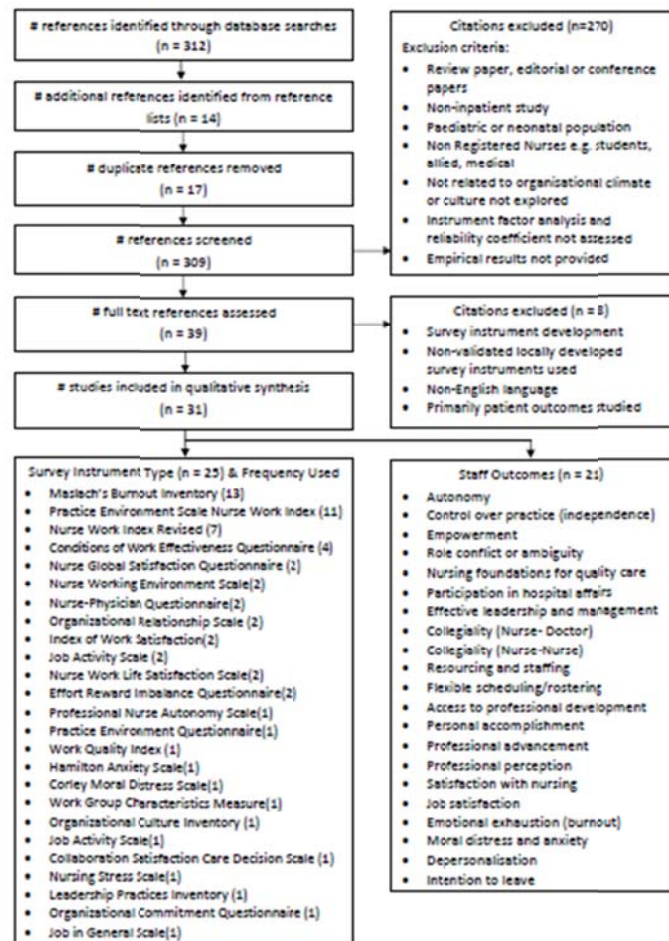 # references identified through database searches
(n = 312)
# additional references identified from reference
lists (n = 14)
# duplicate references removed
(n = 17)
# references screened
(n = 309)
# full text references assessed
(n = 39)
# studies included in qualitative synthesis
(n = 31)
Citations excluded (n=270)
Exclusion criteria:
• Review paper, editorial or conference
papers
• Non-inpatient study
• Paediatric or neonatal population
• Non Registered Nurses e.g. students,
allied, medical
• Not related to organisational climate
or culture not explored
• Instrument factor analysis and
reliability coefficient not assessed
• Empirical results not provided
Citations excluded (n = 8)
• Survey instrument development
• Non-validated locally developed
survey instruments used
• Non-English language
• Primarily patient outcomes studied
Survey Instrument Type (n = 25) & Frequency Used
• Maslach's Burnout Inventory (13)
• Practice Environment Scale Nurse Work Index (11)
• Nurse Work Index Revised (7)
• Conditions of Work Effectiveness Questionnaire (4)
• Nurse Global Satisfaction Questionnaire (2)
• Nurse Working Environment Scale(2)
• Nurse-Physician Questionnaire(2)
• Organizational Relationship Scale (2)
• Index of Work Satisfaction(2)
• Job Activity Scale (2)
• Nurse Work Life Satisfaction Scale(2)
• Effort Reward Imbalance Questionnaire(2)
• Professional Nurse Autonomy Scale(1)
• Practice Environment Questionnaire(1)
• Work Quality Index (1)
• Hamilton Anxiety Scale(1)
• Corley Moral Distress Scale(1)
• Work Group Characteristics Measure(1)
• Organizational Culture Inventory (1)
• Job Activity Scale(1)
• Collaboration Satisfaction Care Decision Scale (1)
• Nursing Stress Scale(1)
• Leadership Practices Inventory (1)
• Organizational Commitment Questionnaire (1)
• Job in General Scale(1)
Staff Outcomes (n = 21)
• Autonomy
• Control over practice (independence)
• Empowerment
• Role conflict or ambiguity
• Nursing foundations for quality care
• Participation in hospital affairs
• Effective leadership and management
• Collegiality (Nurse- Doctor)
• Collegiality (Nurse-Nurse)
• Resourcing and staffing
• Flexible scheduling/rostering
• Access to professional development
• Personal accomplishment
• Professional advancement
• Professional perception
• Satisfaction with nursing
• Job satisfaction
• Emotional exhaustion (burnout)
• Moral distress and anxiety
• Depersonalisation
• Intention to leave